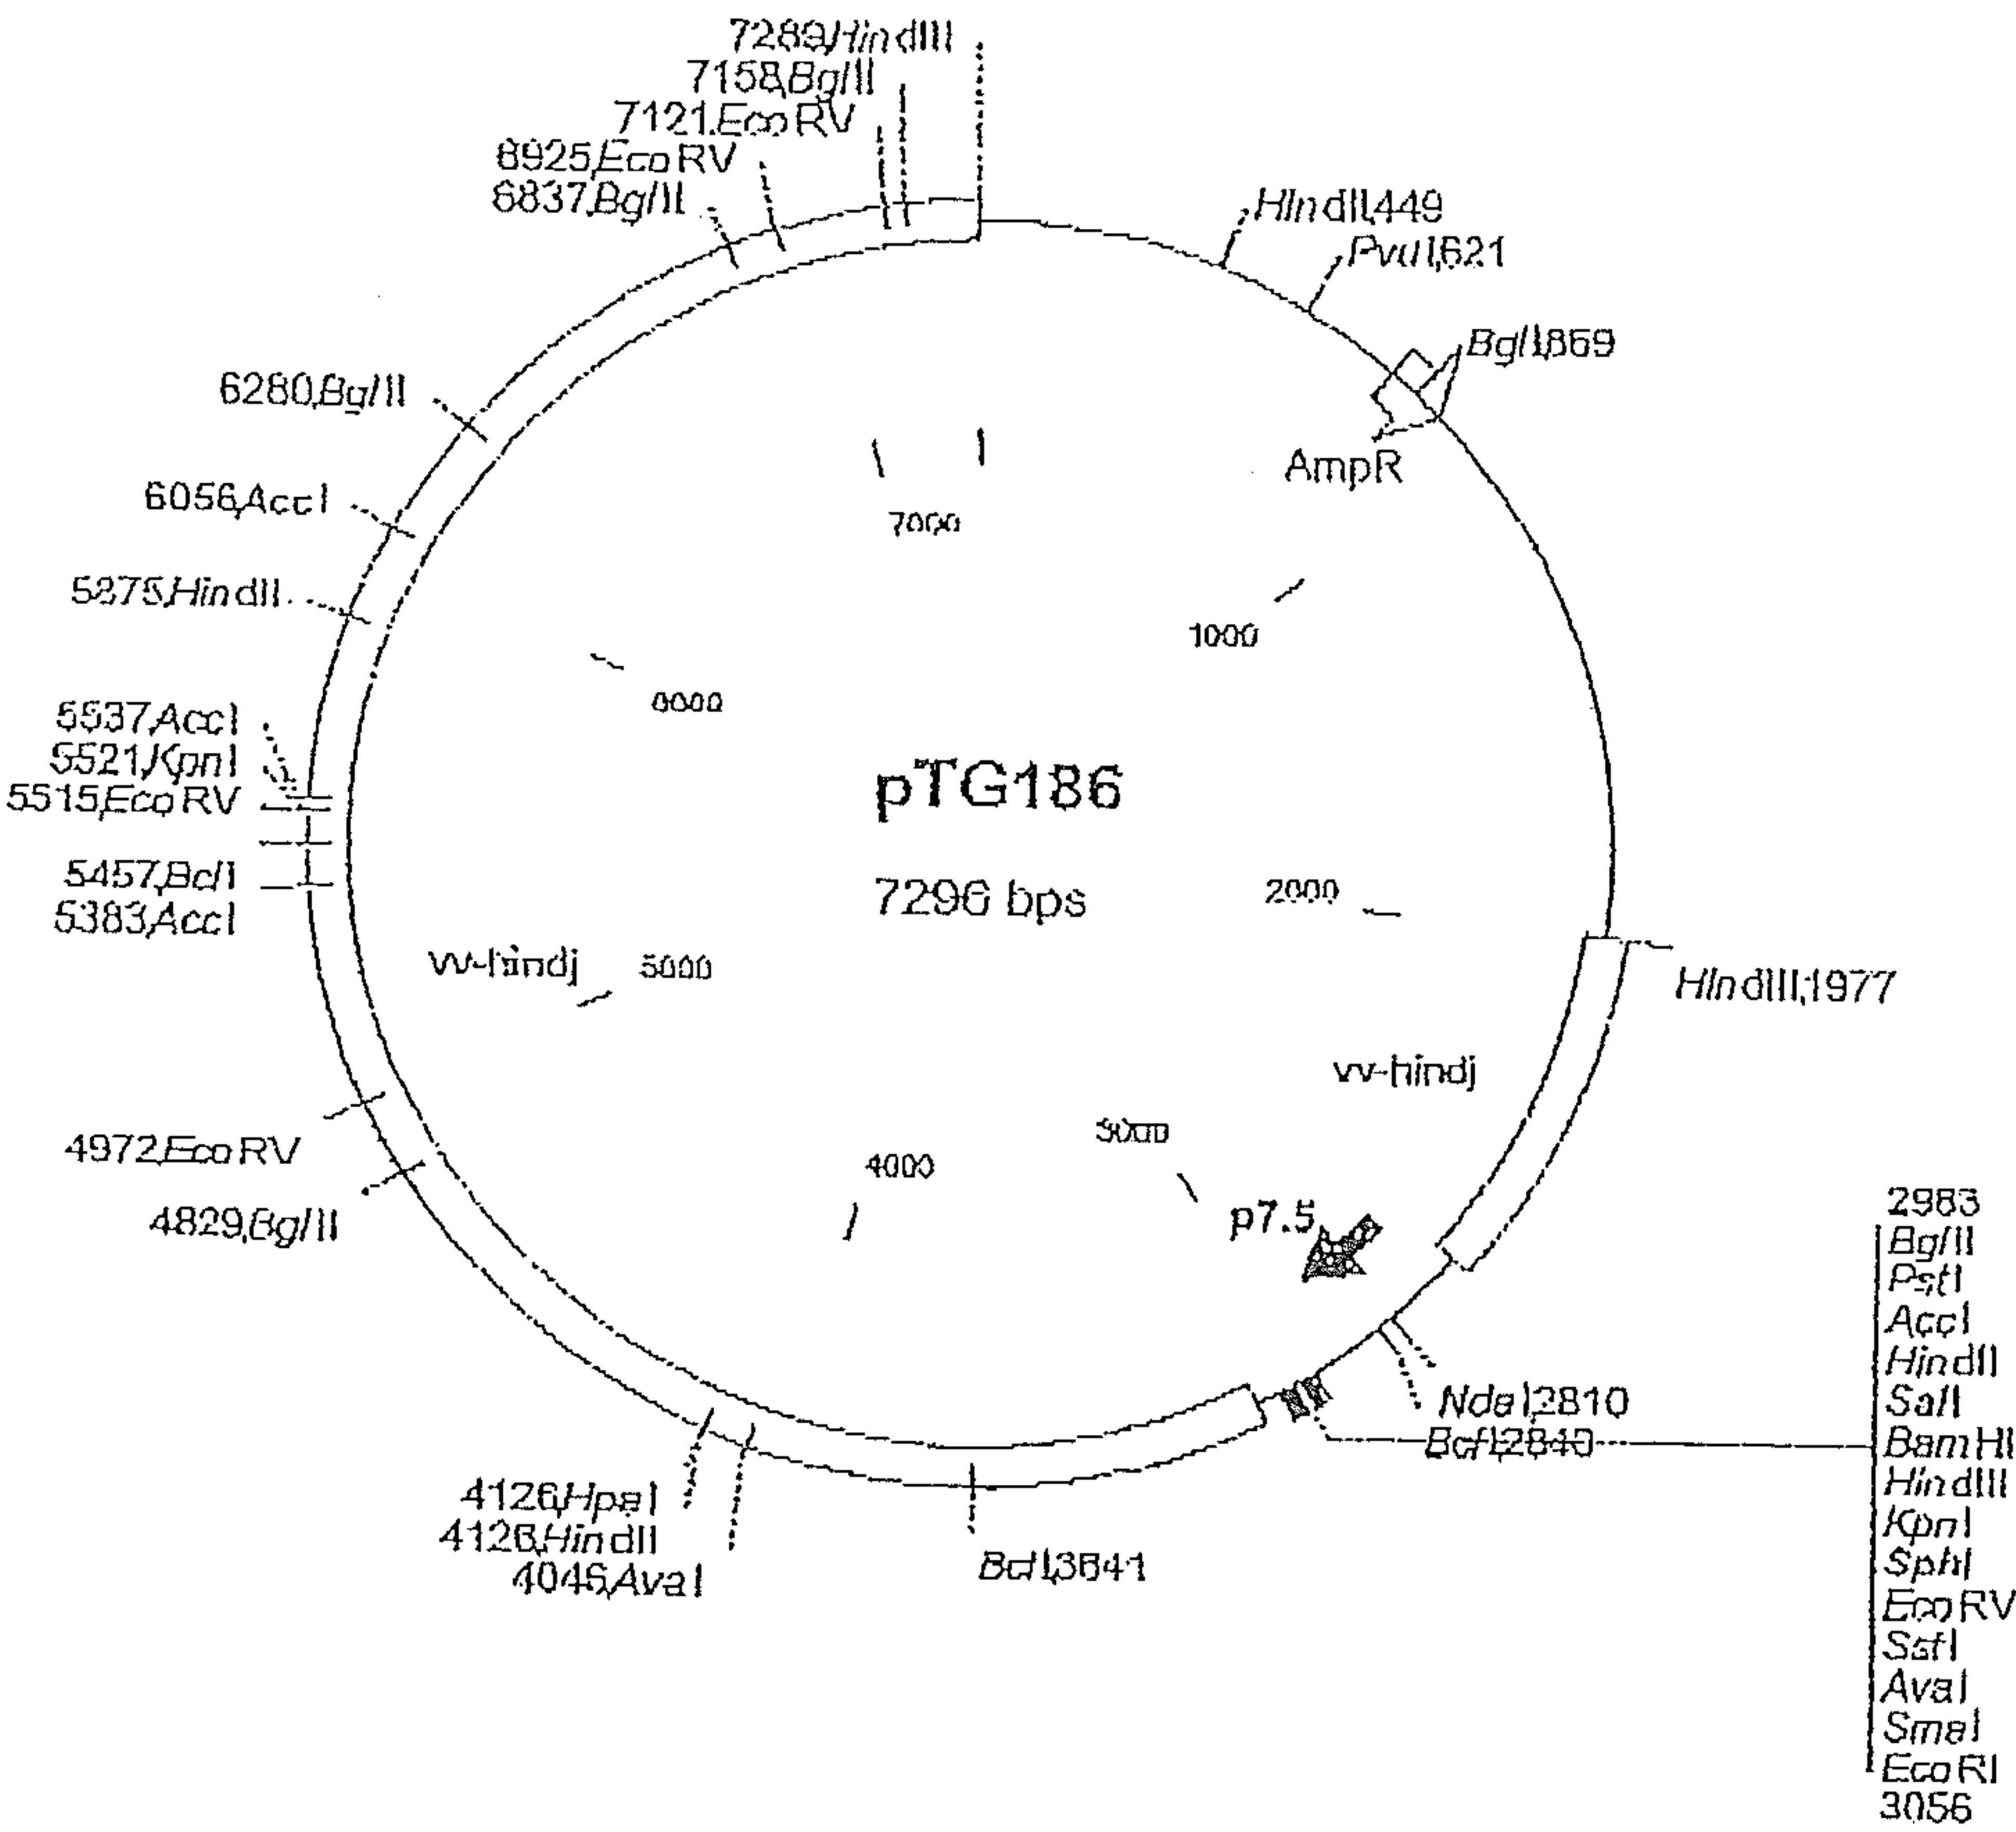 7289,HindIII
7158,BglII
7121,EcoRV
6925,EcoRV
6837,BglII
HindII,449
PvuI,621
BglI,869
AmpR
6280,BglII
6056,AccI
5875,HindII
7000
1000
6000
5537,AccI
5521,KpnI
5515,EcoRV
5457,BclI
5383,AccI
pTG186
7296 bps
2000
vv-hindj
5000
HindIII,1977
vv-hindj
3000
4000
p7.5
4972,EcoRV
4829,BglII
2983
BglII
PstI
AccI
HindII
SalI
BamHI
HindIII
KpnI
SphI
EcoRV
SstI
AvaI
SmaI
EcoRI
3056
NdeI,2810
BclI,2840
4126,HpaI
4126,HindII
4046,AvaI
BclI,3641